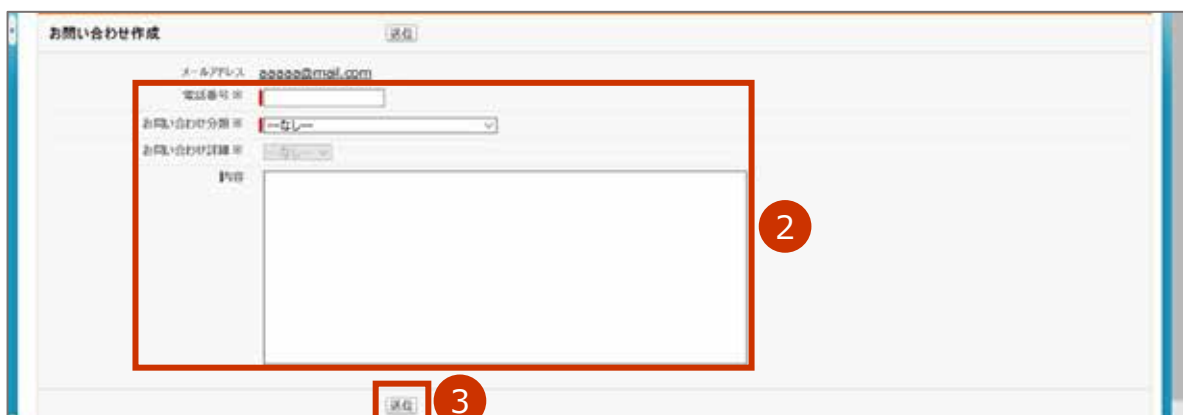 お問い合わせ作成 送信
メールアドレス aaaaa@mail.com
電話番号※
お問い合わせ分類※ --なし--
お問い合わせ詳細※ --なし--
内容
2
送信 3